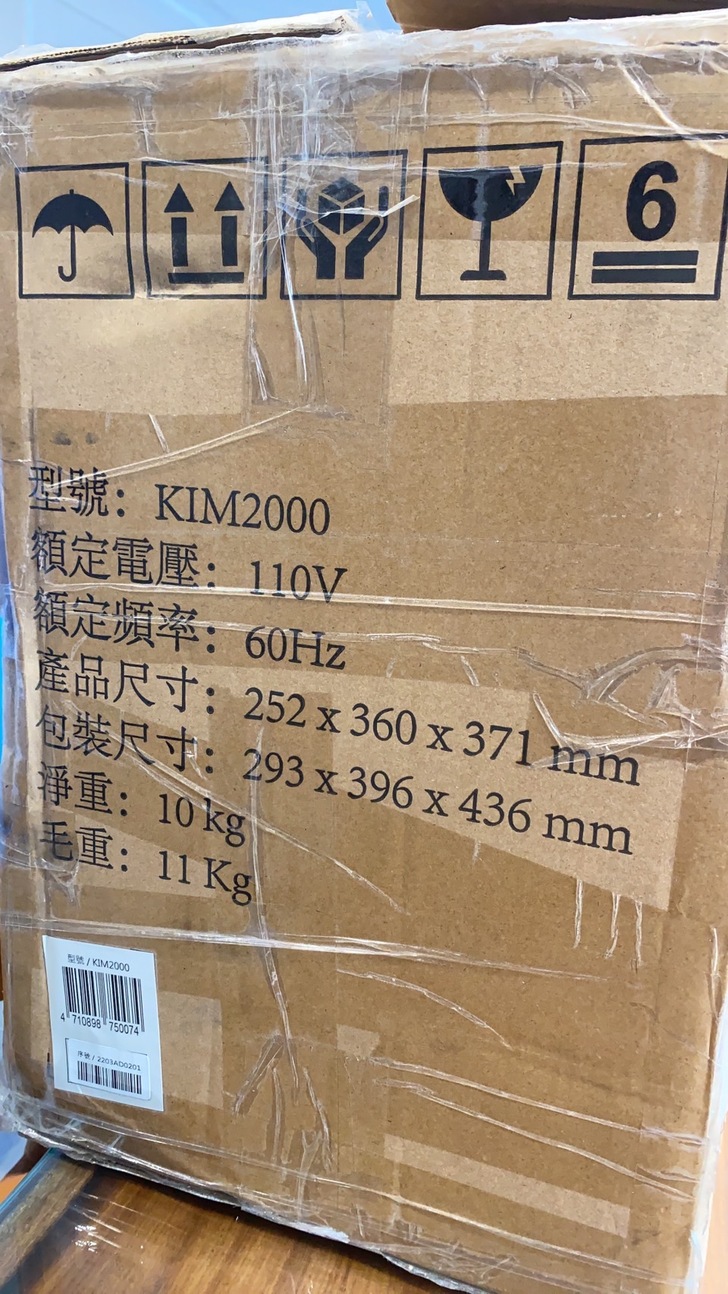 6
型號：KIM2000
額定電壓：110V
額定頻率：60Hz
產品尺寸：252 x 360 x 371 mm
包裝尺寸：293 x 396 x 436 mm
淨重：10 kg
毛重：11 Kg
型號 / KIM2000
4 710898 750074
序號 / 2203AD0201